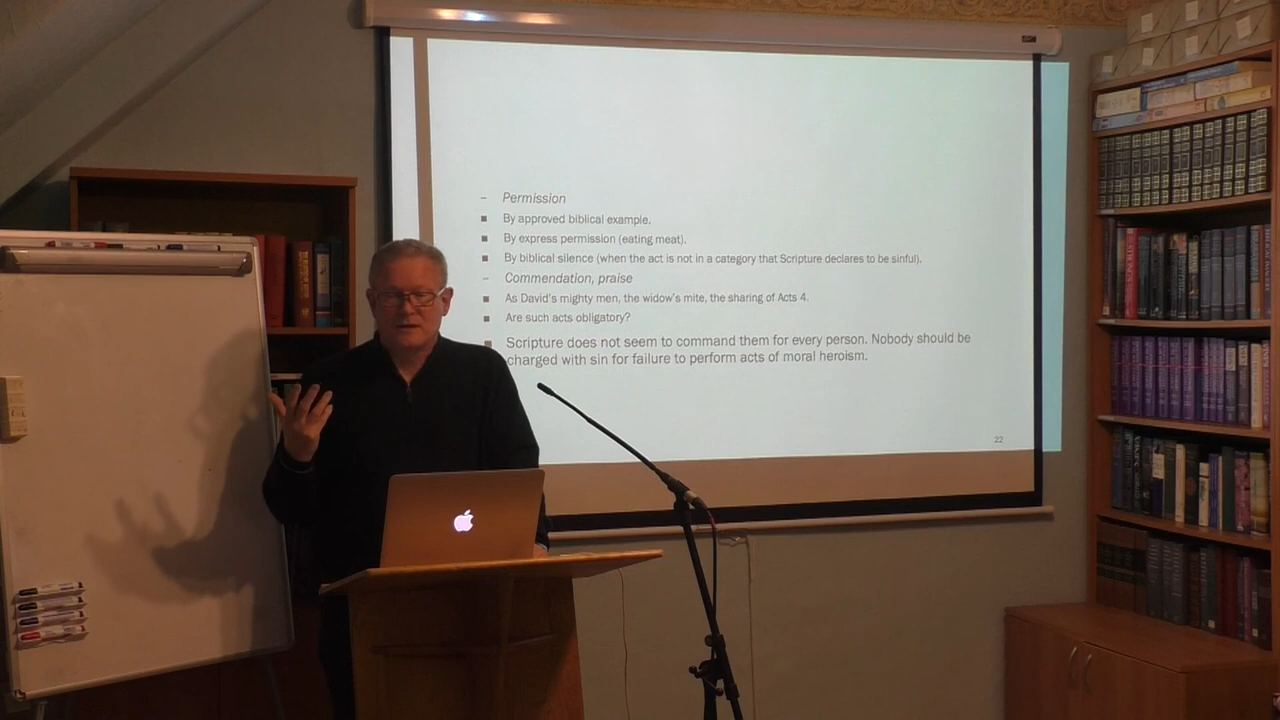 – Permission
■ By approved biblical example.
■ By express permission (eating meat).
■ By biblical silence (when the act is not in a category that Scripture declares to be sinful).
– Commendation, praise
■ As David's mighty men, the widow's mite, the sharing of Acts 4.
■ Are such acts obligatory?
■ Scripture does not seem to command them for every person. Nobody should be
charged with sin for failure to perform acts of moral heroism.
22